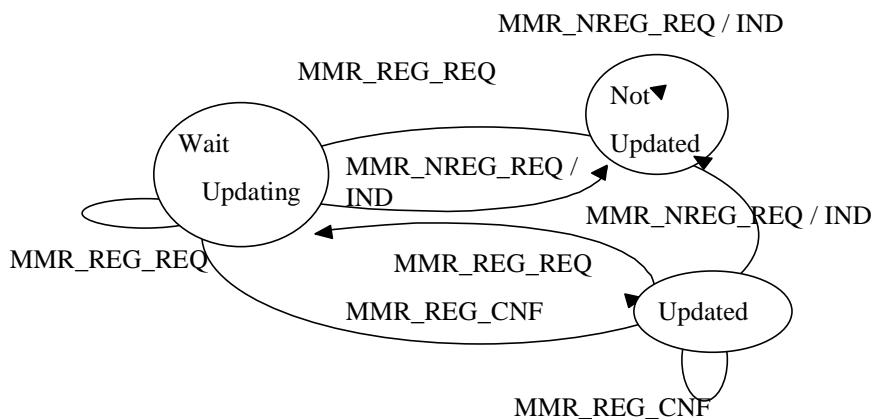 MMR_NREG_REQ / IND
MMR_REG_REQ
Not
Updated
Wait
Updating
MMR_NREG_REQ /
IND
MMR_NREG_REQ / IND
MMR_REG_REQ
MMR_REG_REQ
MMR_REG_CNF
Updated
MMR_REG_CNF